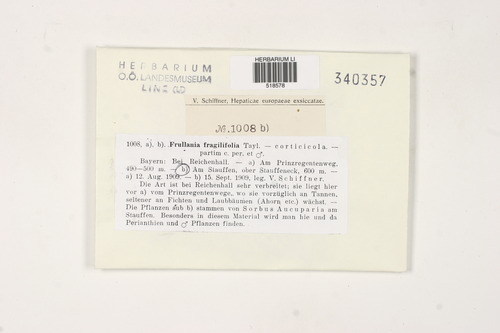 HERBARIUM
O.Ö. LANDESMUSEUM
LINZ
HERBARIUM LI
518578
340357
V. Schiffner, Hepaticae europaeae exsiccatae.
№.1008 b)
1008, a). b). Frullania fragilifolia Tayl. — corticicola. —
partim c. per. et ♂.
Bayern: Bei Reichenhall. — a) Am Prinzregentenweg,
490—500 m. — b) Am Stauffen, ober Stauffeneck, 600 m. —
a) 12. Aug. 1909. — b) 15. Sept. 1909, leg. V. Schiffner.
Die Art ist bei Reichenhall sehr verbreitet; sie liegt hier
vor a) vom Prinzregentenwege, wo sie vorzüglich an Tannen,
seltener an Fichten und Laubbäumen (Ahorn etc.) wächst. —
Die Pflanzen sub b) stammen von Sorbus Aucuparia am
Stauffen. Besonders in diesem Material wird man hie und da
Perianthien und ♂ Pflanzen finden.